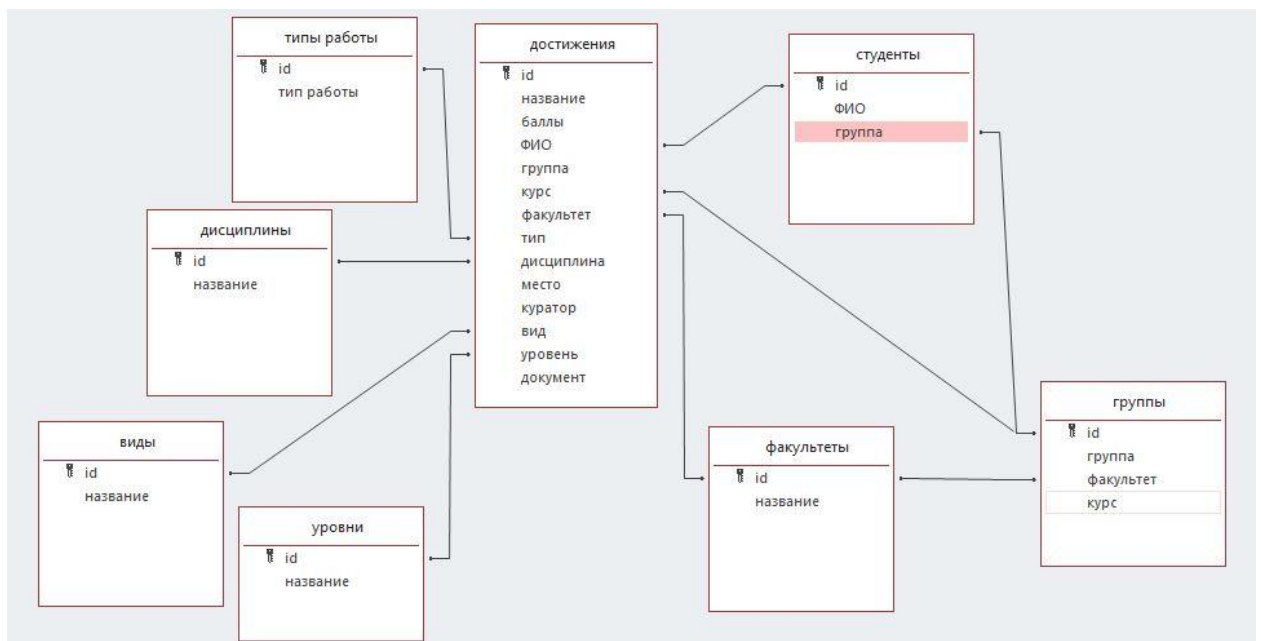 типы работы
id
тип работы
достижения
id
название
баллы
ФИО
группа
курс
факультет
тип
дисциплина
место
куратор
вид
уровень
документ
студенты
id
ФИО
группа
дисциплины
id
название
виды
id
название
уровни
id
название
факультеты
id
название
группы
id
группа
факультет
курс